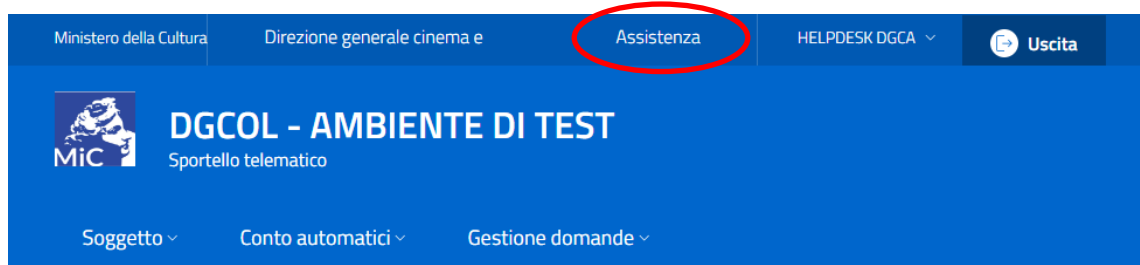 Ministero della Cultura Direzione generale cinema e Assistenza HELPDESK DGCA Uscita
MiC
DGCOL - AMBIENTE DI TEST
Sportello telematico
Soggetto Conto automatici Gestione domande